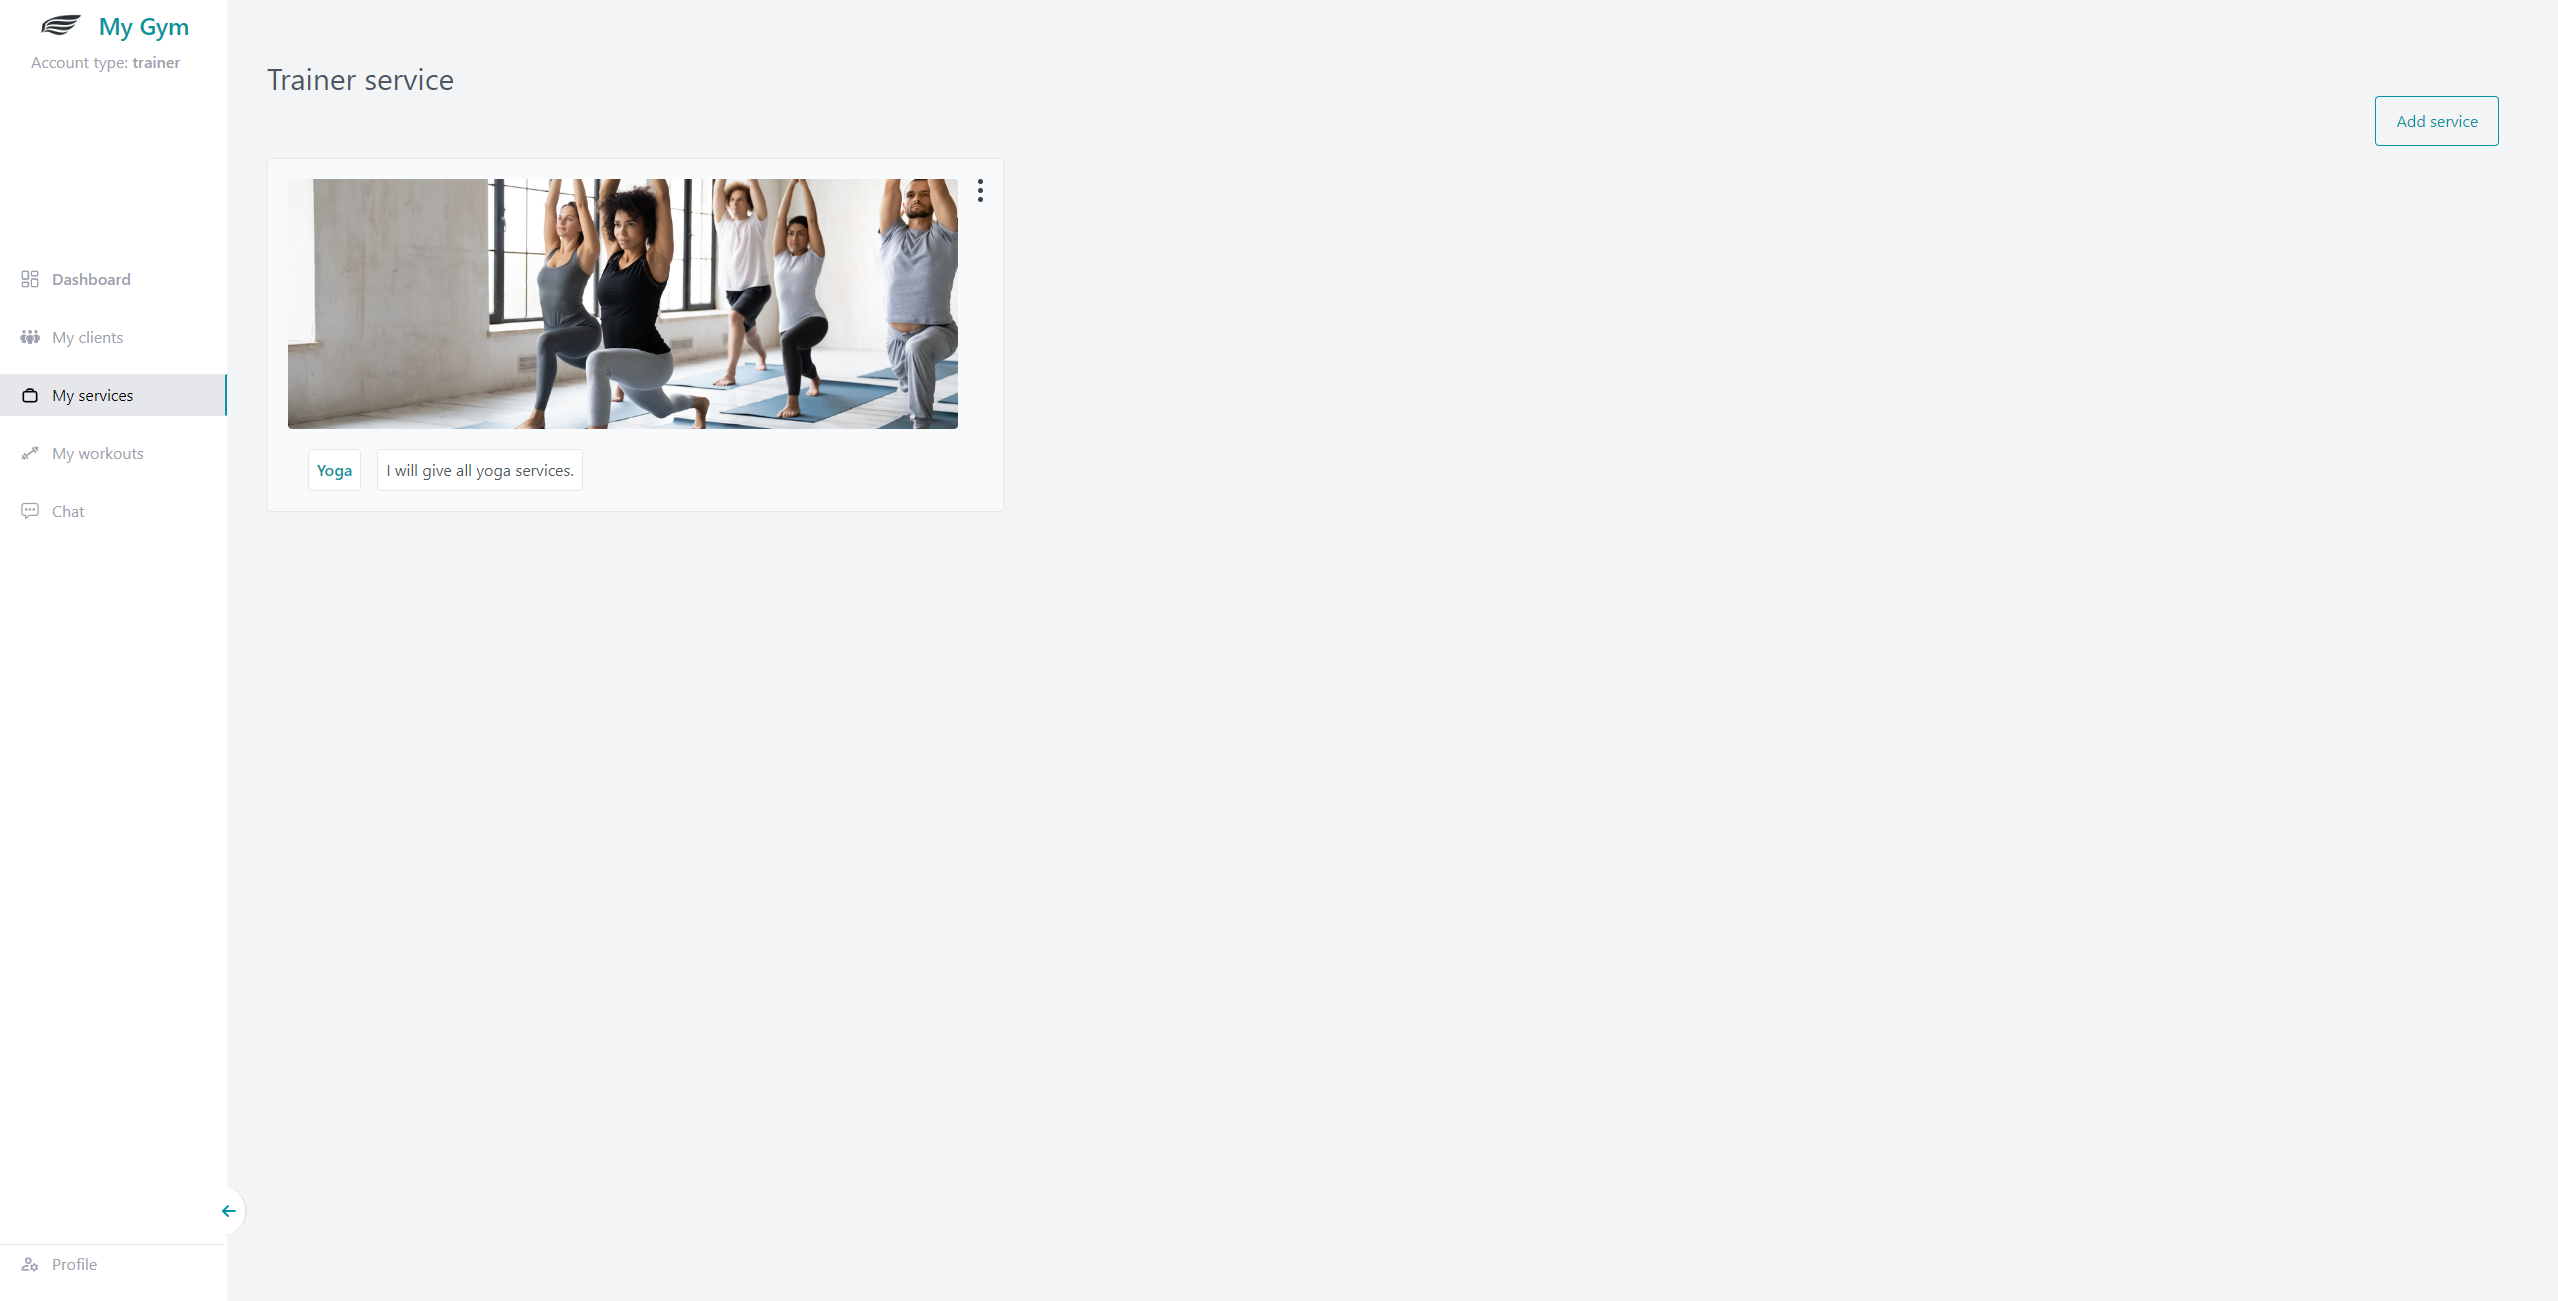 My Gym
Account type: trainer
Dashboard
My clients
My services
My workouts
Chat
Profile
Trainer service
Add service
Yoga
I will give all yoga services.